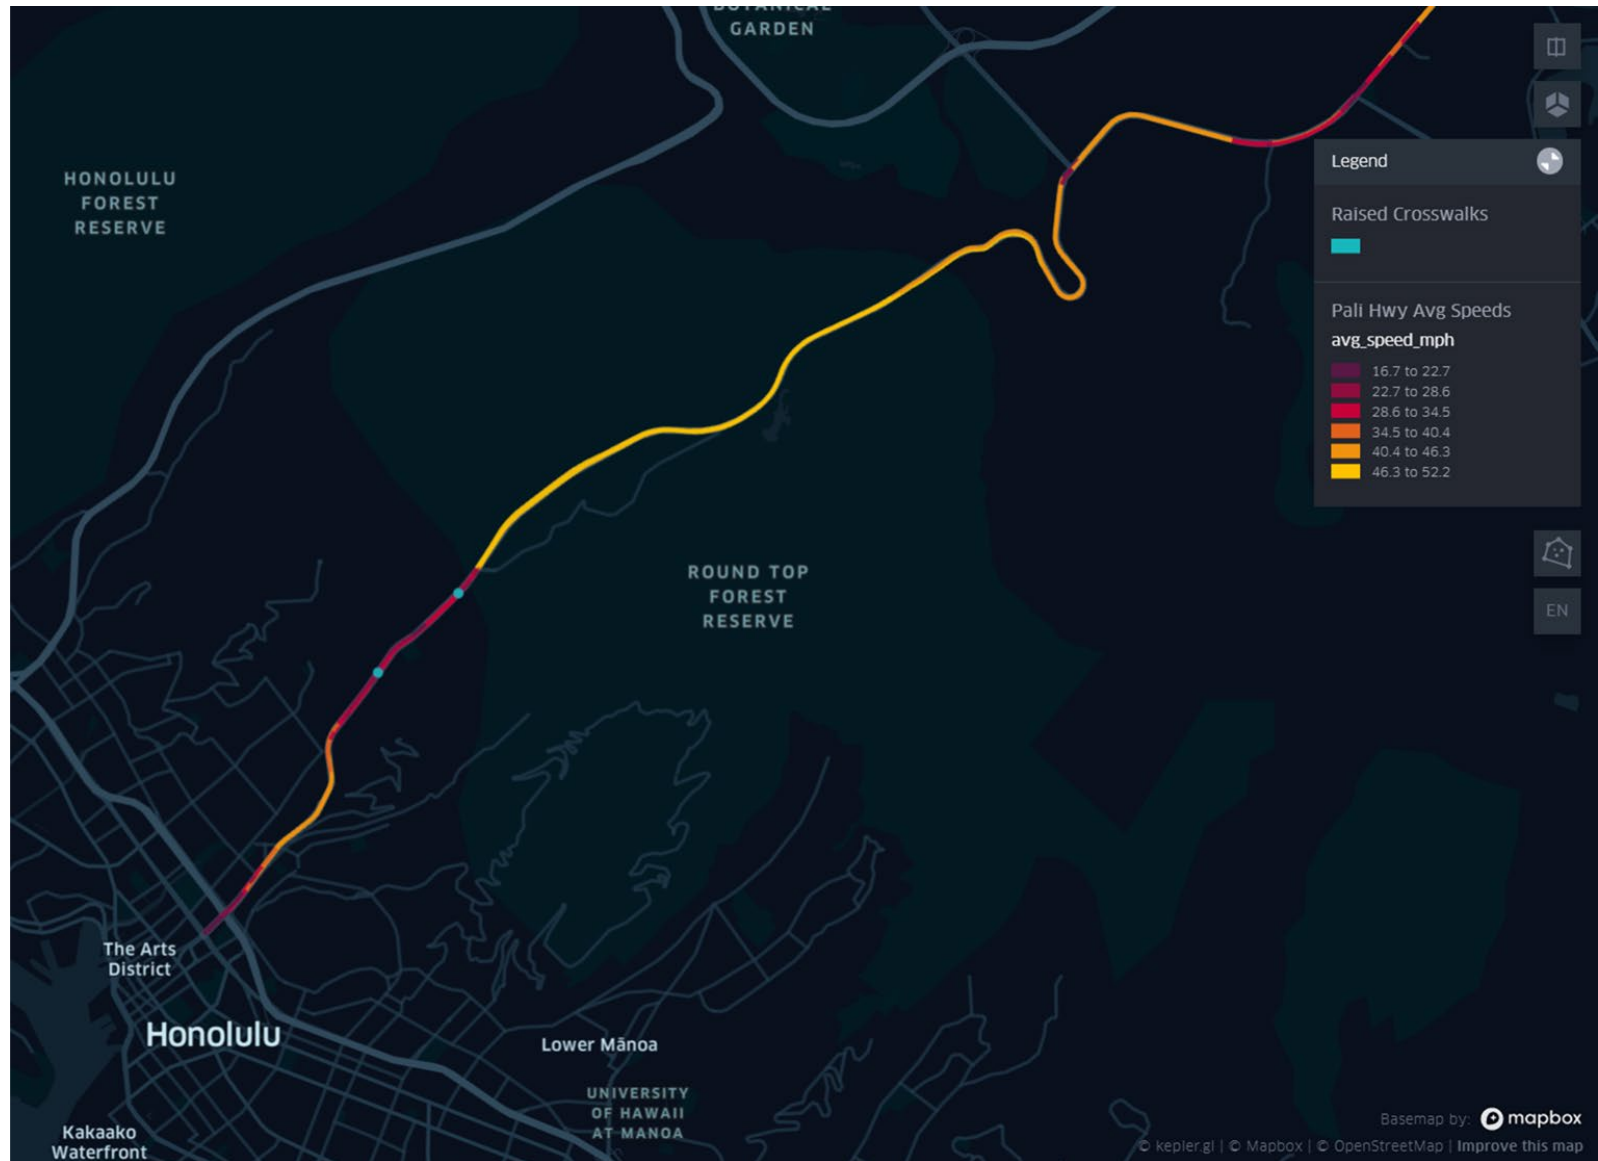 BOTANICAL
GARDEN
HONOLULU
FOREST
RESERVE
Legend
Raised Crosswalks
Pali Hwy Avg Speeds
avg_speed_mph
16.7 to 22.7
22.7 to 28.6
28.6 to 34.5
34.5 to 40.4
40.4 to 46.3
46.3 to 52.2
ROUND TOP
FOREST
RESERVE
EN
The Arts
District
Honolulu
Lower Mānoa
UNIVERSITY
OF HAWAII
AT MANOA
Kakaako
Waterfront
Basemap by: mapbox
© kepler.gl | © Mapbox | © OpenStreetMap | Improve this map